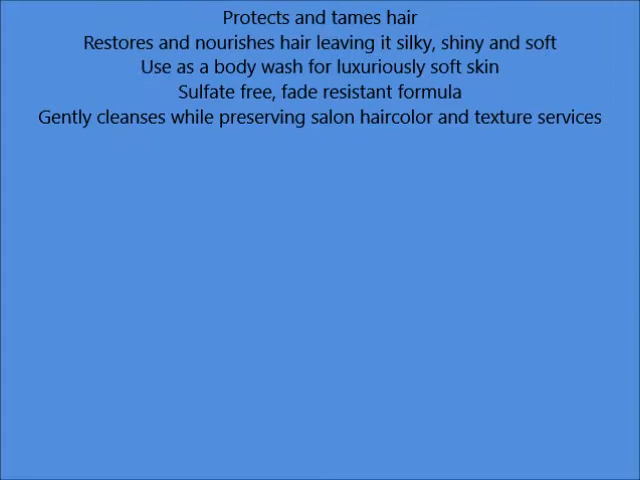 Protects and tames hair
Restores and nourishes hair leaving it silky, shiny and soft
Use as a body wash for luxuriously soft skin
Sulfate free, fade resistant formula
Gently cleanses while preserving salon haircolor and texture services